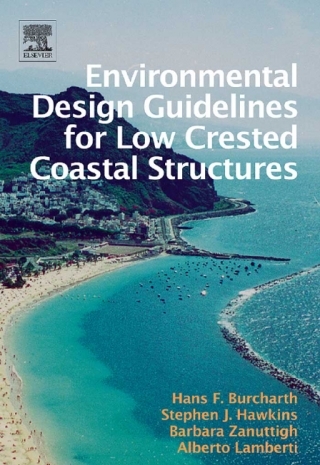 ELSEVIER
Environmental
Design Guidelines
for Low Crested
Coastal Structures
Hans F. Burcharth
Stephen J. Hawkins
Barbara Zanuttigh
Alberto Lamberti